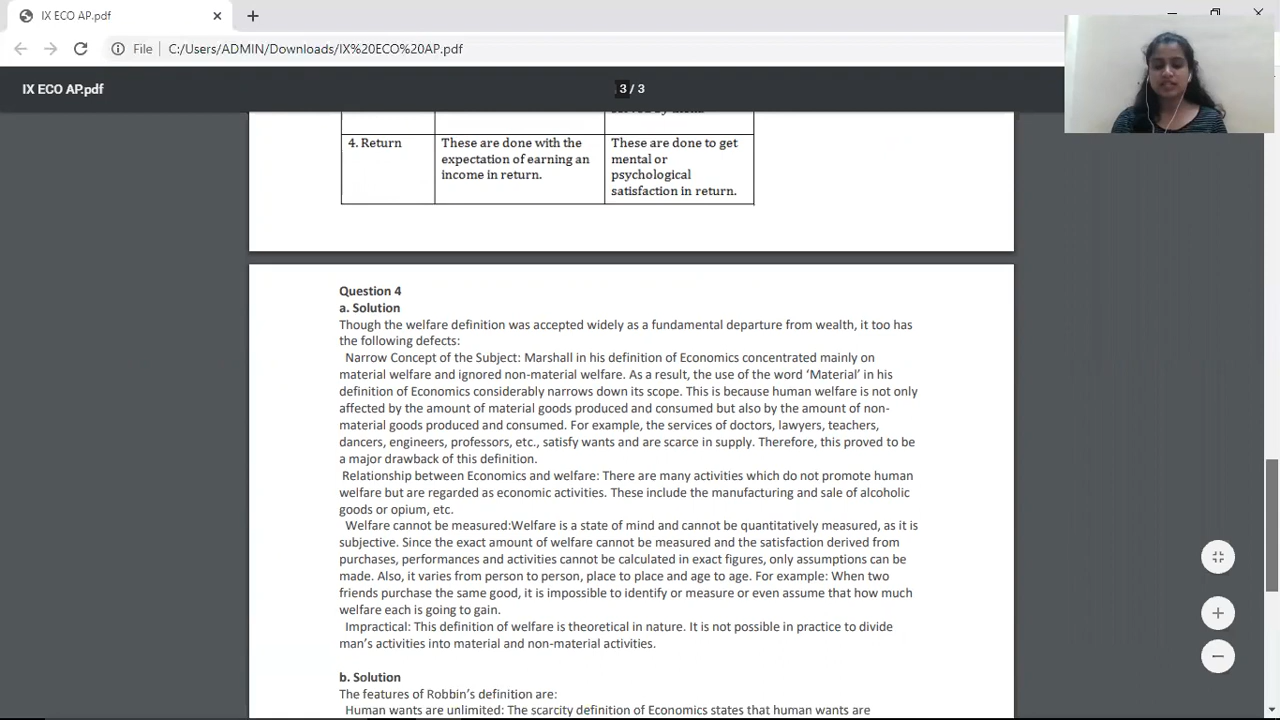 IX ECO AP.pdf
File
C:/Users/ADMIN/Downloads/IX%20ECO%20AP.pdf
IX ECO AP.pdf
3 / 3
4. Return
These are done with the
expectation of earning an
income in return.
These are done to get
mental or
psychological
satisfaction in return.
Question 4
a. Solution
Though the welfare definition was accepted widely as a fundamental departure from wealth, it too has
the following defects:
Narrow Concept of the Subject: Marshall in his definition of Economics concentrated mainly on
material welfare and ignored non-material welfare. As a result, the use of the word ‘Material’ in his
definition of Economics considerably narrows down its scope. This is because human welfare is not only
affected by the amount of material goods produced and consumed but also by the amount of non-
material goods produced and consumed. For example, the services of doctors, lawyers, teachers,
dancers, engineers, professors, etc., satisfy wants and are scarce in supply. Therefore, this proved to be
a major drawback of this definition.
Relationship between Economics and welfare: There are many activities which do not promote human
welfare but are regarded as economic activities. These include the manufacturing and sale of alcoholic
goods or opium, etc.
Welfare cannot be measured:Welfare is a state of mind and cannot be quantitatively measured, as it is
subjective. Since the exact amount of welfare cannot be measured and the satisfaction derived from
purchases, performances and activities cannot be calculated in exact figures, only assumptions can be
made. Also, it varies from person to person, place to place and age to age. For example: When two
friends purchase the same good, it is impossible to identify or measure or even assume that how much
welfare each is going to gain.
Impractical: This definition of welfare is theoretical in nature. It is not possible in practice to divide
man’s activities into material and non-material activities.
b. Solution
The features of Robbin’s definition are:
Human wants are unlimited: The scarcity definition of Economics states that human wants are